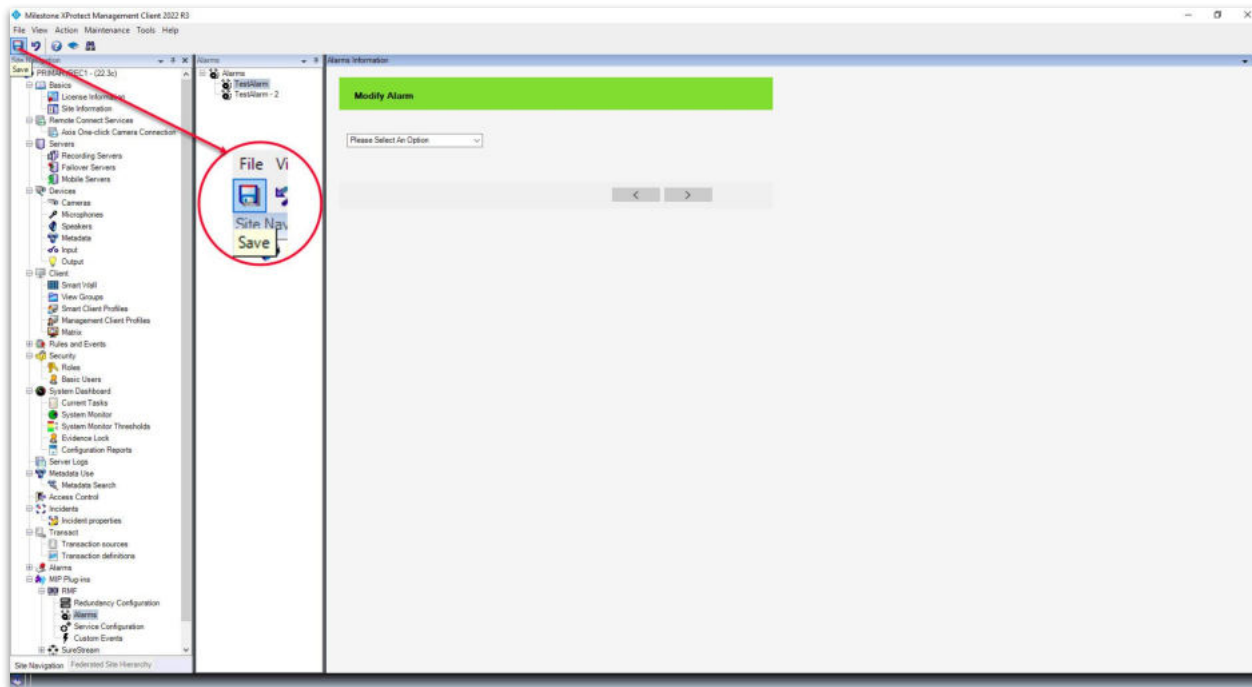 Milestone XProtect Management Client 2022 R3
File View Action Maintenance Tools Help
Save
PRIMARYREC1 - (22.3c)
Basics
License Information
Site Information
Remote Connect Services
Axis One-click Camera Connection
Servers
Recording Servers
Failover Servers
Mobile Servers
Devices
Cameras
Microphones
Speakers
Metadata
Input
Output
Client
Smart Wall
View Groups
Smart Client Profiles
Management Client Profiles
Matrix
Rules and Events
Security
Roles
Basic Users
System Dashboard
Current Tasks
System Monitor
System Monitor Thresholds
Evidence Lock
Configuration Reports
Server Logs
Metadata Use
Metadata Search
Access Control
Incidents
Incident properties
Transact
Transaction sources
Transaction definitions
Alarms
MIP Plug-ins
RMF
Redundancy Configuration
Alarms
Service Configuration
Custom Events
SureStream
Site Navigation Federated Site Hierarchy
Alarms
Alarms
TestAlarm
TestAlarm - 2
File Vi
Site Nav
Save
Alarms Information
Modify Alarm
Please Select An Option
< >